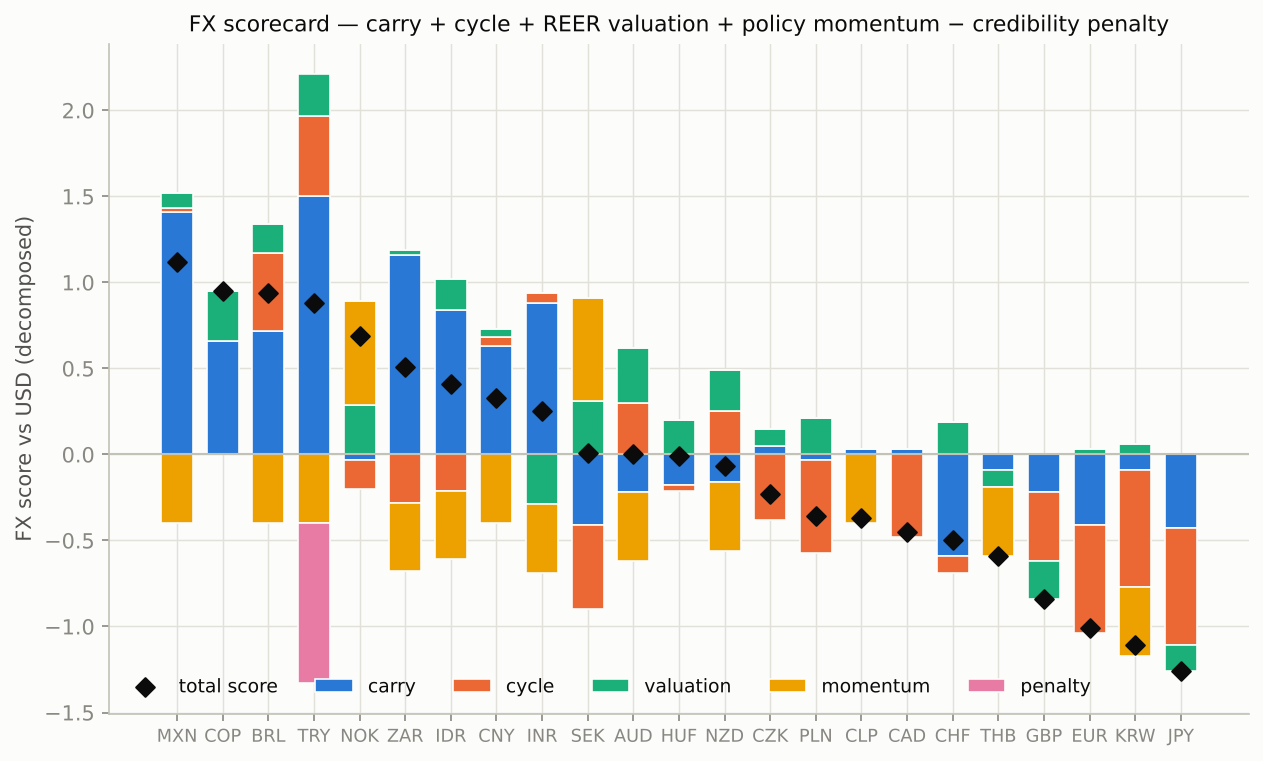 FX scorecard — carry + cycle + REER valuation + policy momentum − credibility penalty
FX score vs USD (decomposed)
2.0
1.5
1.0
0.5
0.0
−0.5
−1.0
−1.5
total score carry cycle valuation momentum penalty
MXN COP BRL TRY NOK ZAR IDR CNY INR SEK AUD HUF NZD CZK PLN CLP CAD CHF THB GBP EUR KRW JPY